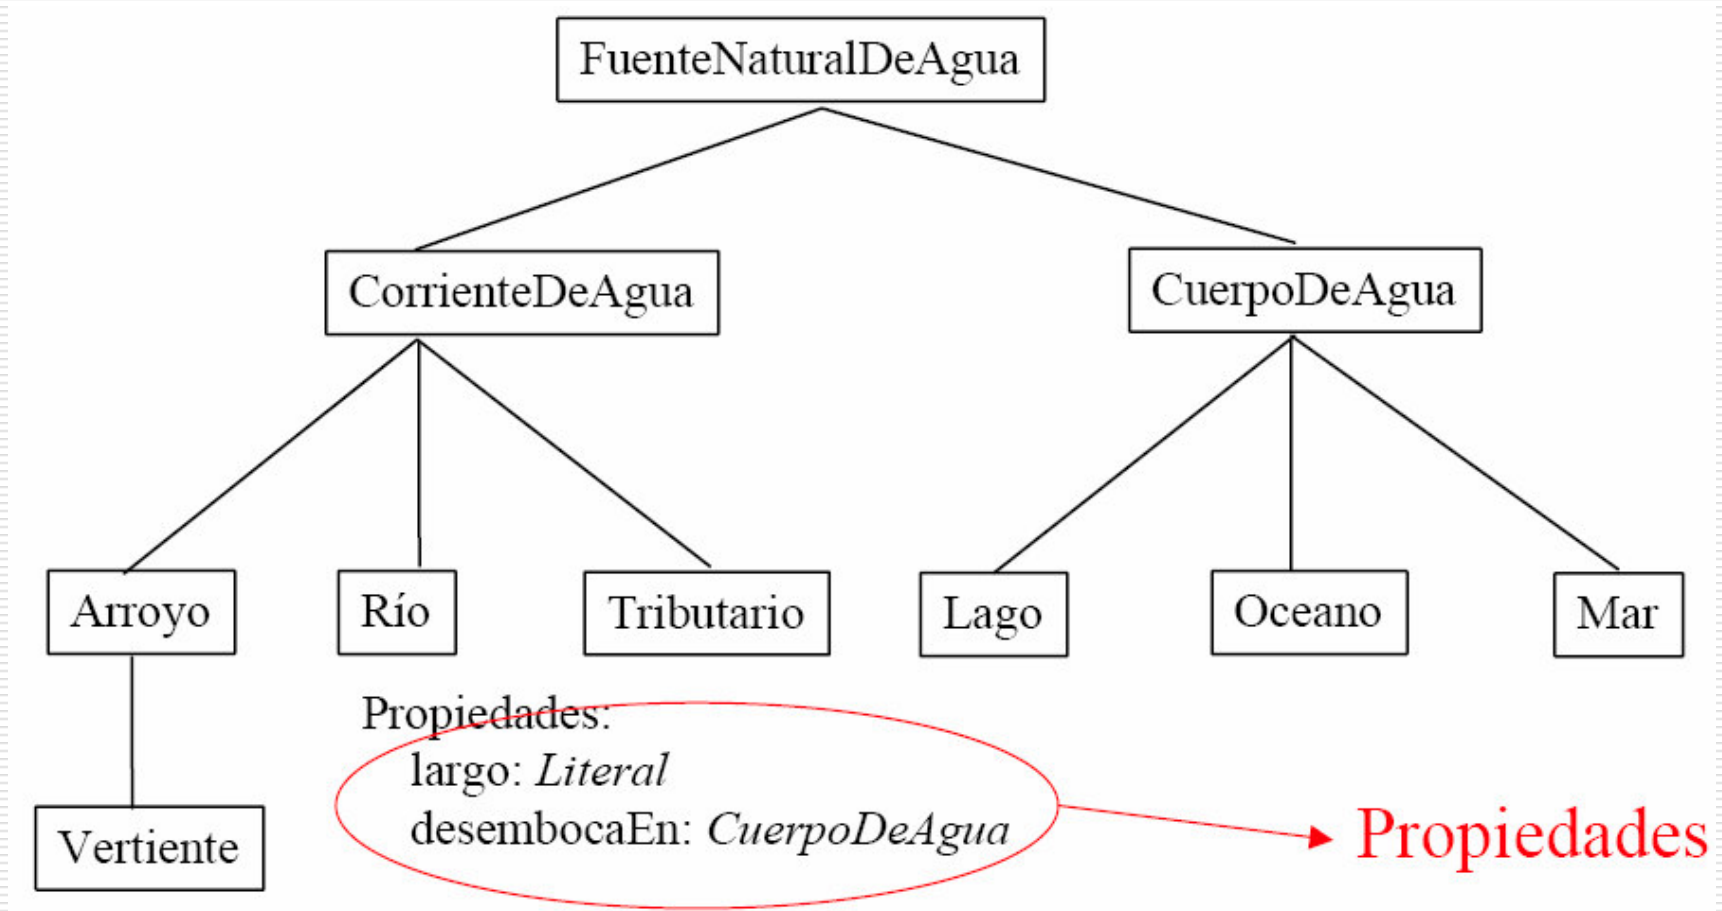 FuenteNaturalDeAgua
CorrienteDeAgua
CuerpoDeAgua
Arroyo
Río
Tributario
Lago
Oceano
Mar
Propiedades:
largo: Literal
desembocaEn: CuerpoDeAgua
Propiedades
Vertiente